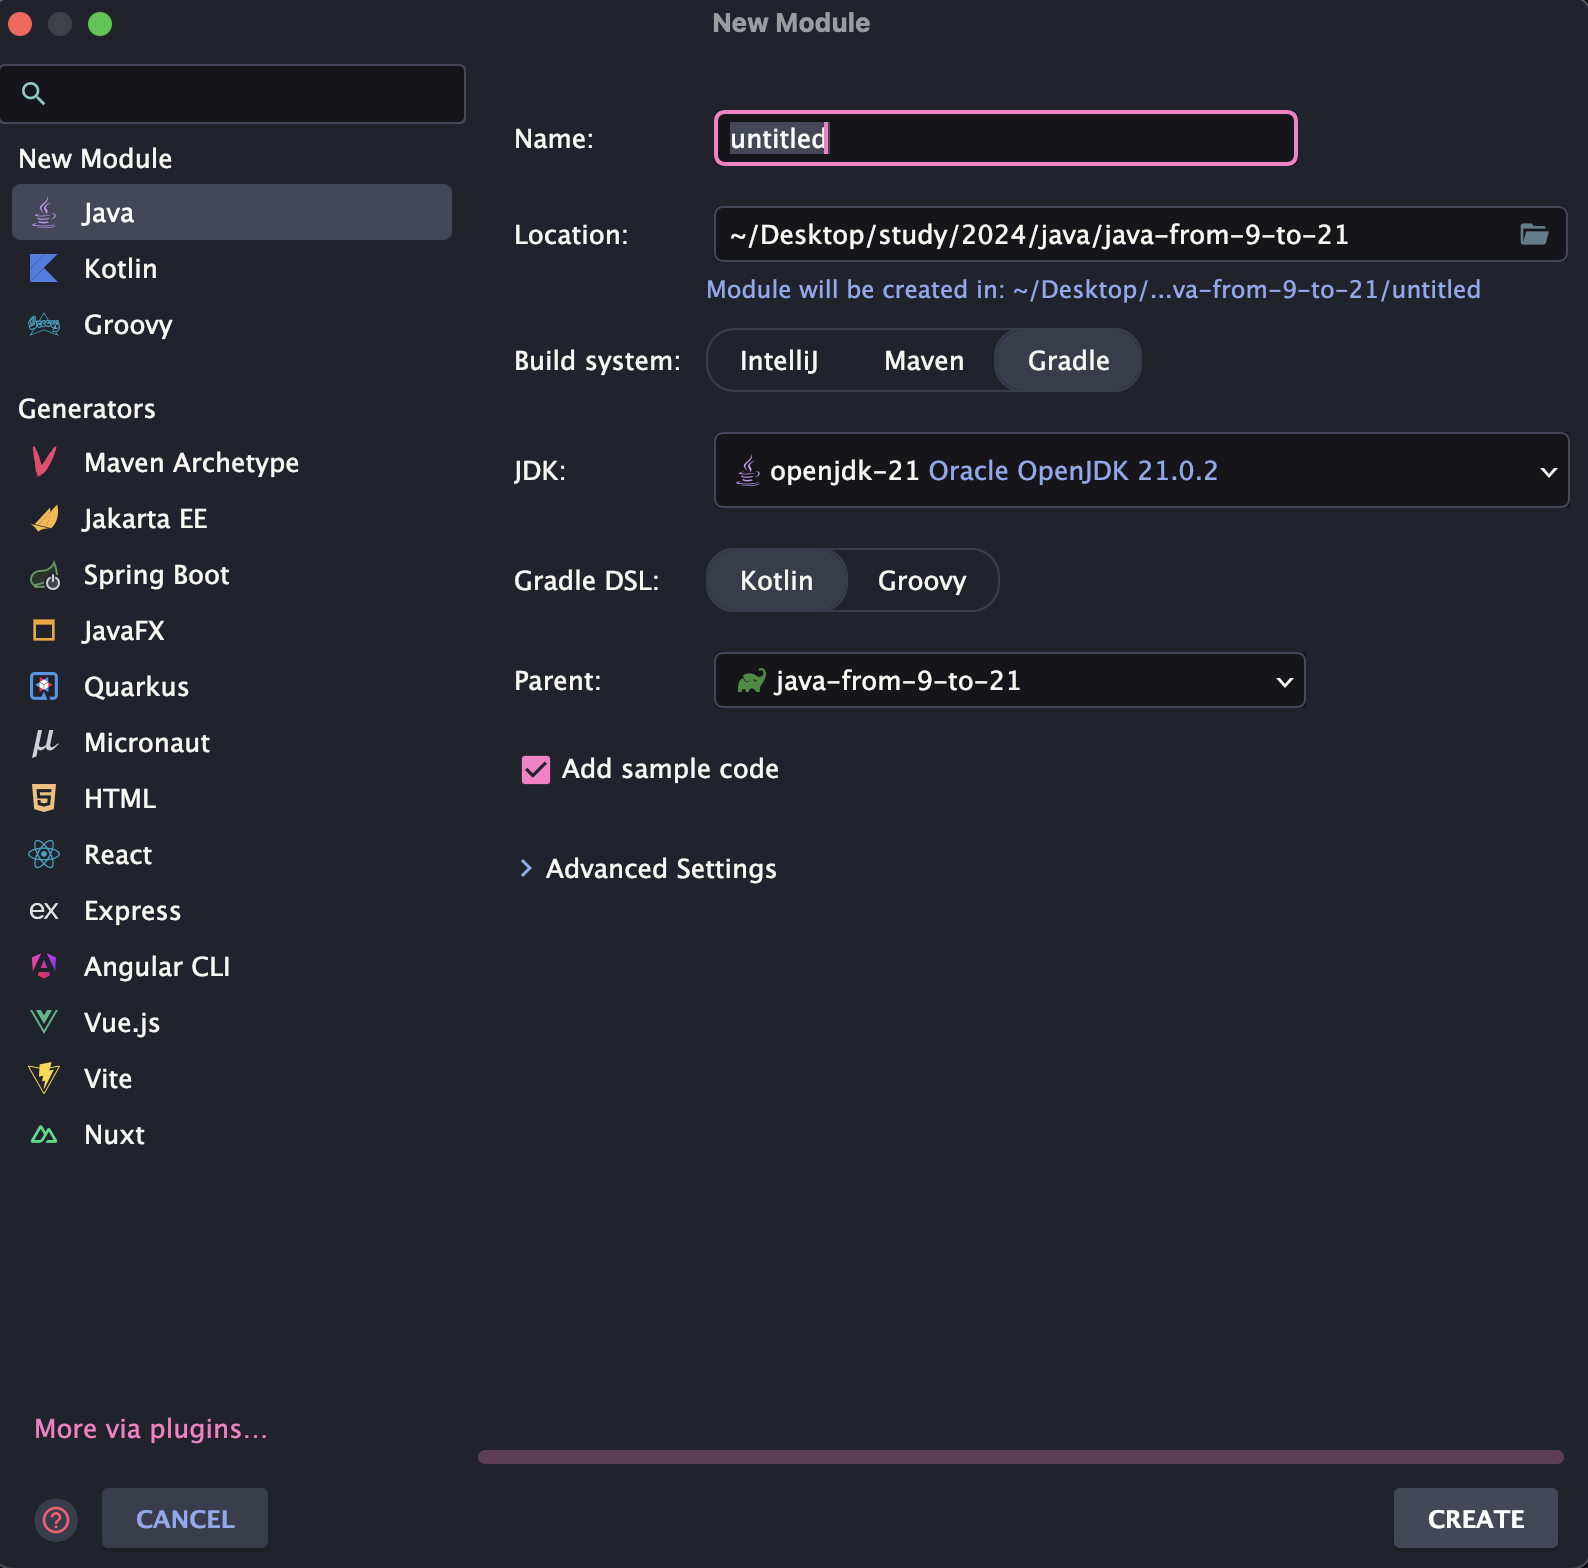 New Module
New Module
Java
Kotlin
Groovy
Generators
Maven Archetype
Jakarta EE
Spring Boot
JavaFX
Quarkus
Micronaut
HTML
React
ex Express
Angular CLI
Vue.js
Vite
Nuxt
More via plugins...
Name: untitled
Location: ~/Desktop/study/2024/java/java-from-9-to-21
Module will be created in: ~/Desktop/...va-from-9-to-21/untitled
Build system: IntelliJ Maven Gradle
JDK: openjdk-21 Oracle OpenJDK 21.0.2
Gradle DSL: Kotlin Groovy
Parent: java-from-9-to-21
Add sample code
Advanced Settings
? CANCEL CREATE